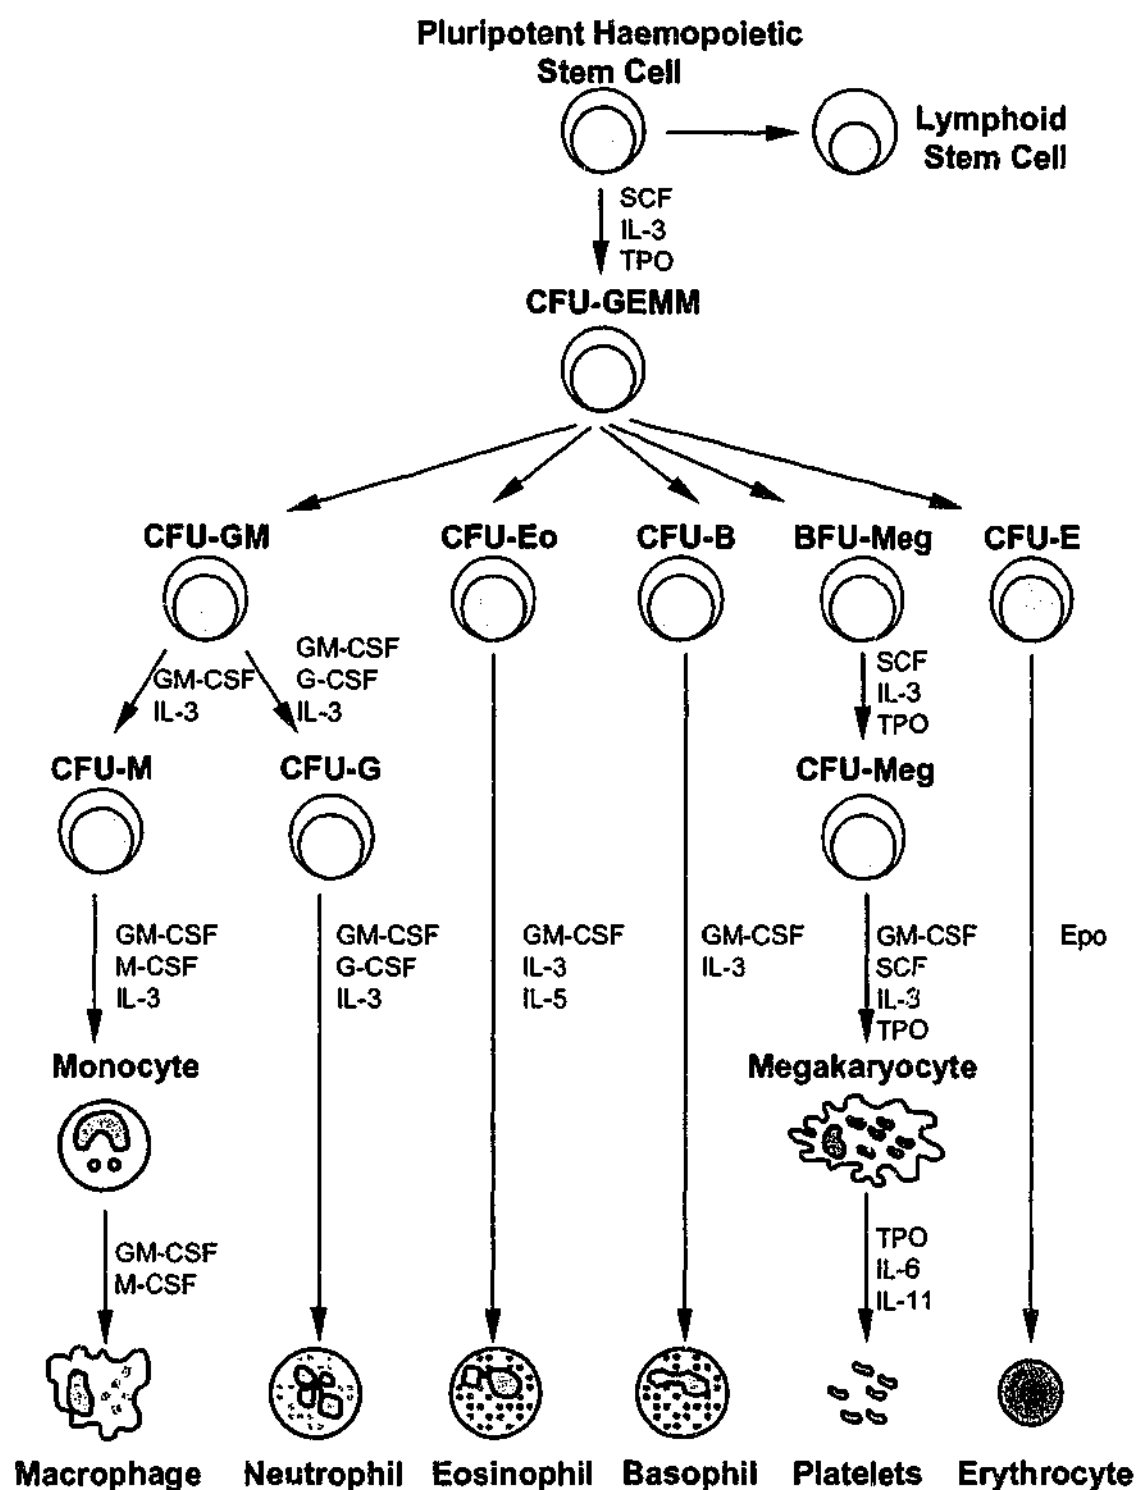 Pluripotent Haemopoietic
Stem Cell
Lymphoid
Stem Cell
SCF
IL-3
TPO
CFU-GEMM
CFU-GM
CFU-Eo
CFU-B
BFU-Meg
CFU-E
GM-CSF
IL-3
GM-CSF
G-CSF
IL-3
SCF
IL-3
TPO
CFU-M
CFU-G
CFU-Meg
GM-CSF
M-CSF
IL-3
GM-CSF
G-CSF
IL-3
GM-CSF
IL-3
IL-5
GM-CSF
IL-3
GM-CSF
SCF
IL-3
TPO
Epo
Monocyte
Megakaryocyte
GM-CSF
M-CSF
TPO
IL-6
IL-11
Macrophage
Neutrophil
Eosinophil
Basophil
Platelets
Erythrocyte